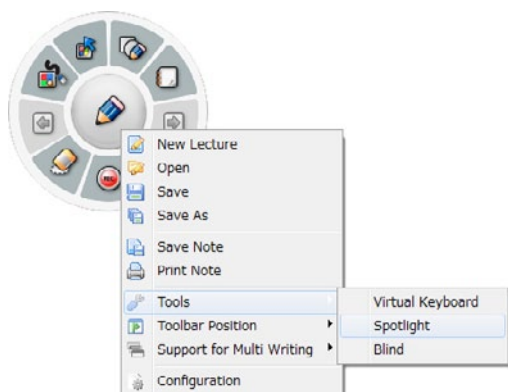 REC
New Lecture
Open
Save
Save As
Save Note
Print Note
Tools
Virtual Keyboard
Toolbar Position
Spotlight
Support for Multi Writing
Blind
Configuration